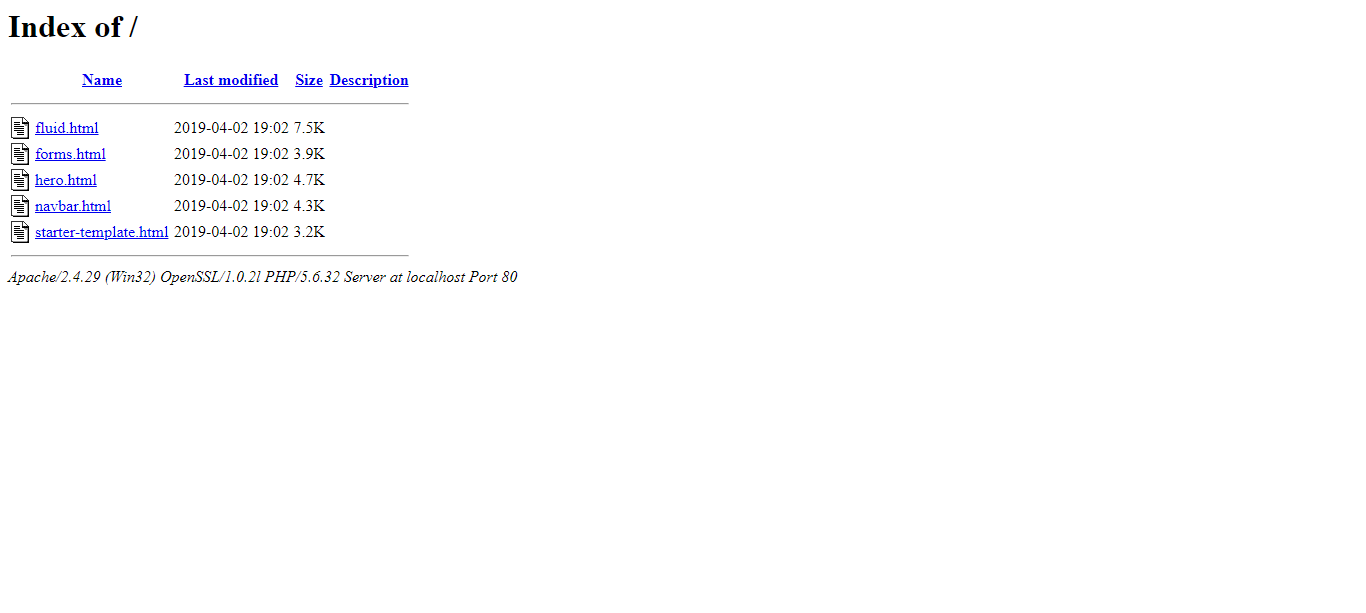 Index of /
Name Last modified Size Description
fluid.html 2019-04-02 19:02 7.5K
forms.html 2019-04-02 19:02 3.9K
hero.html 2019-04-02 19:02 4.7K
navbar.html 2019-04-02 19:02 4.3K
starter-template.html 2019-04-02 19:02 3.2K
Apache/2.4.29 (Win32) OpenSSL/1.0.2l PHP/5.6.32 Server at localhost Port 80